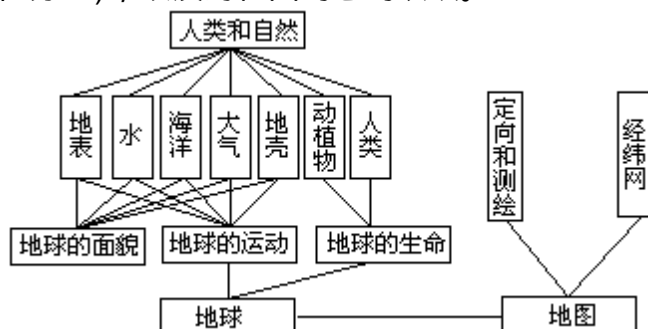 人类和自然
地表
水
海洋
大气
地壳
动植物
人类
定向和测绘
经纬网
地球的面貌
地球的运动
地球的生命
地球
地图